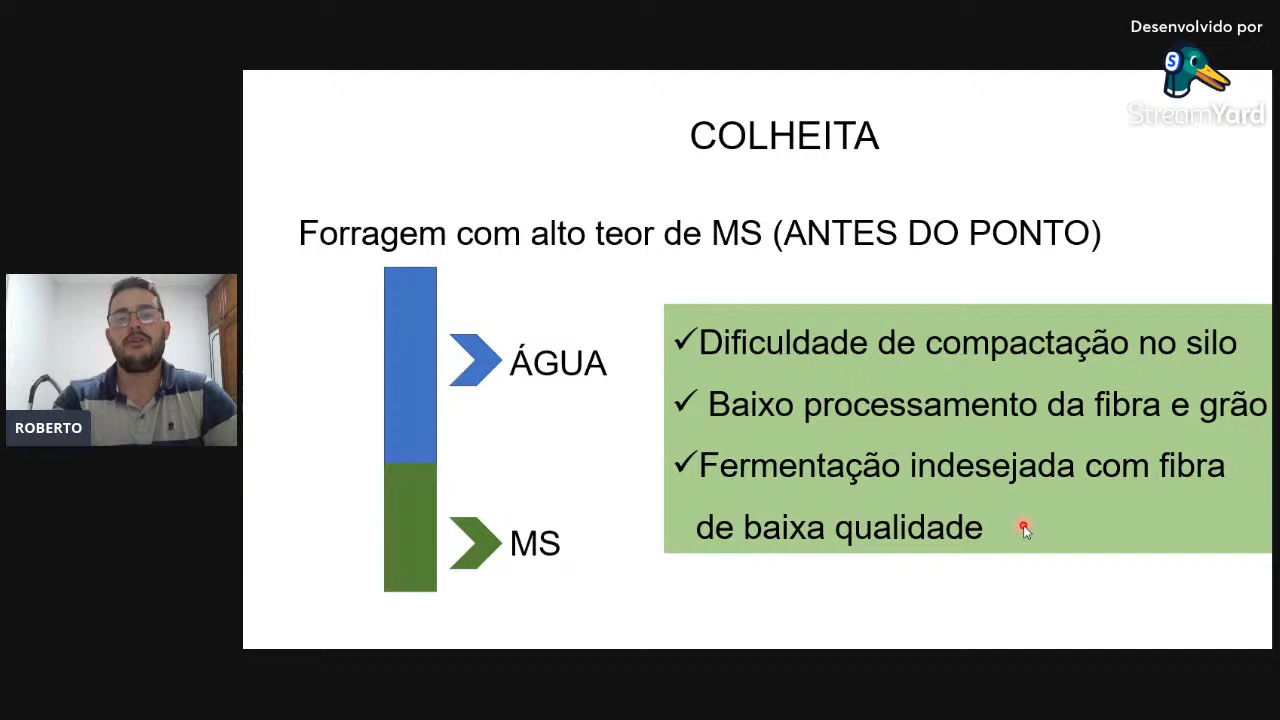 Desenvolvido por
StreamYard
COLHEITA
Forragem com alto teor de MS (ANTES DO PONTO)
ÁGUA
MS
✓Dificuldade de compactação no silo
✓ Baixo processamento da fibra e grão
✓Fermentação indesejada com fibra
de baixa qualidade
ROBERTO